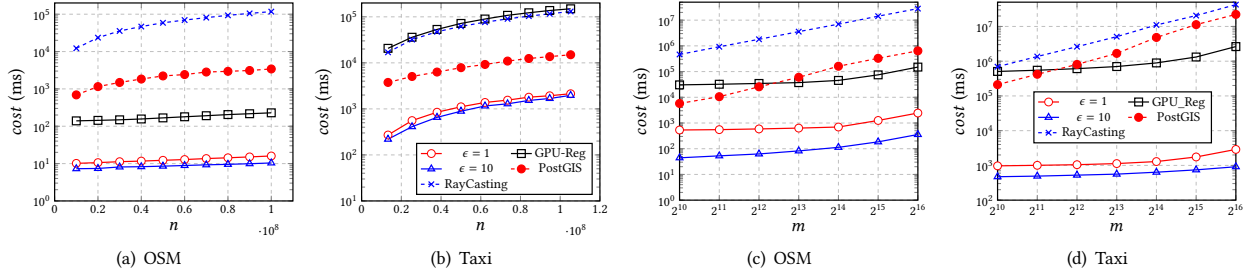 10^5
10^4
10^3
10^2
10^1
10^0
cost (ms)
0 0.2 0.4 0.6 0.8 1
·10^8
n
(a) OSM
10^5
10^4
10^3
10^2
10^1
cost (ms)
ϵ = 1 GPU-Reg
ϵ = 10 PostGIS
RayCasting
0 0.2 0.4 0.6 0.8 1 1.2
·10^8
n
(b) Taxi
10^7
10^6
10^5
10^4
10^3
10^2
10^1
10^0
cost (ms)
2^10 2^11 2^12 2^13 2^14 2^15 2^16
m
(c) OSM
10^7
10^6
10^5
10^4
10^3
10^2
cost (ms)
ϵ = 1 GPU_Reg
ϵ = 10 PostGIS
RayCasting
2^10 2^11 2^12 2^13 2^14 2^15 2^16
m
(d) Taxi